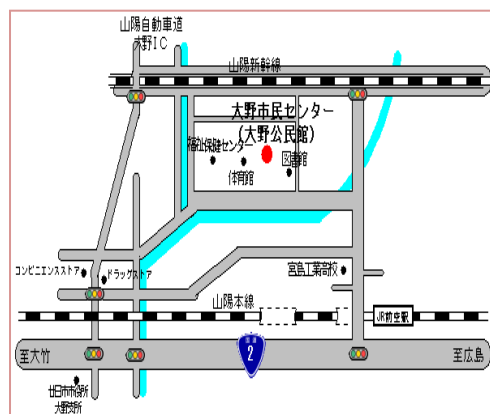 山陽自動車道
大野IC
山陽新幹線
大野市民センター
(大野公民館)
福祉保健センター
図書館
体育館
コンビニエンスストア
ドラッグストア
宮島工業高校
山陽本線
JR前空駅
至大竹
国道
2
至広島
廿日市市役所
大野支所